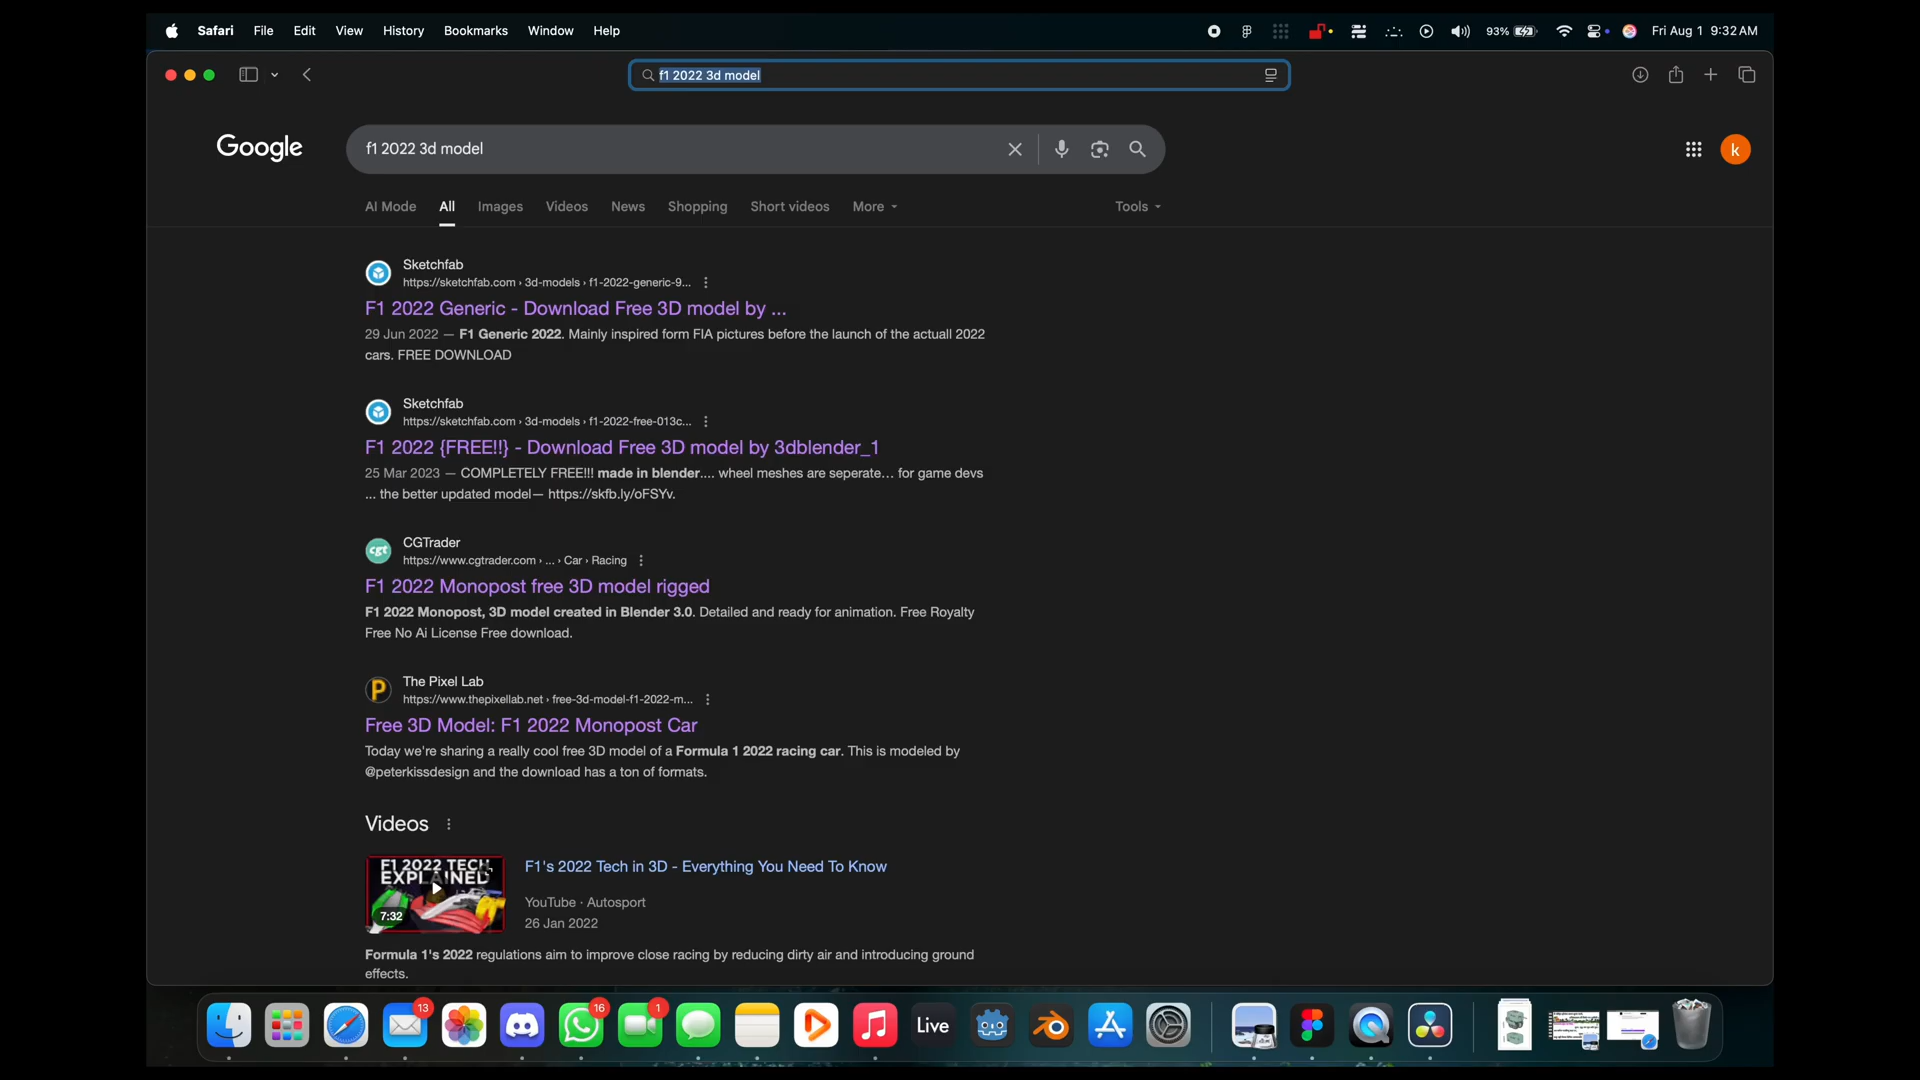 Safari File Edit View History Bookmarks Window Help 93% Fri Aug 1 9:32 AM
f1 2022 3d model
Google f1 2022 3d model k
AI Mode All Images Videos News Shopping Short videos More Tools
Sketchfab
https://sketchfab.com › 3d-models › f1-2022-generic-9...
F1 2022 Generic - Download Free 3D model by ...
29 Jun 2022 — F1 Generic 2022. Mainly inspired form FIA pictures before the launch of the actuall 2022
cars. FREE DOWNLOAD
Sketchfab
https://sketchfab.com › 3d-models › f1-2022-free-013c...
F1 2022 {FREE!!} - Download Free 3D model by 3dblender_1
25 Mar 2023 — COMPLETELY FREE!!! made in blender.... wheel meshes are seperate... for game devs
... the better updated model— https://skfb.ly/oFSYv.
cgt CGTrader
https://www.cgtrader.com › ... › Car › Racing
F1 2022 Monopost free 3D model rigged
F1 2022 Monopost, 3D model created in Blender 3.0. Detailed and ready for animation. Free Royalty
Free No Ai License Free download.
P The Pixel Lab
https://www.thepixellab.net › free-3d-model-f1-2022-m...
Free 3D Model: F1 2022 Monopost Car
Today we're sharing a really cool free 3D model of a Formula 1 2022 racing car. This is modeled by
@peterkissdesign and the download has a ton of formats.
Videos
F1 2022 TECH
EXPLAINED
7:32
F1's 2022 Tech in 3D - Everything You Need To Know
YouTube · Autosport
26 Jan 2022
Formula 1's 2022 regulations aim to improve close racing by reducing dirty air and introducing ground
effects.
13 16 1
Live